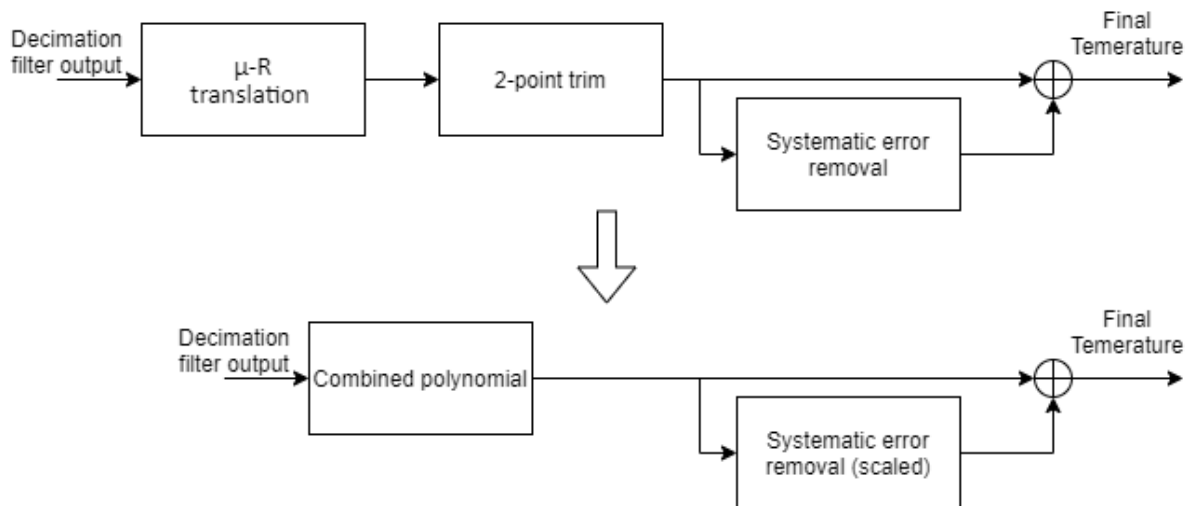 Decimation
filter output
μ-R
translation
2-point trim
Systematic error
removal
Final
Temerature
Decimation
filter output
Combined polynomial
Systematic error
removal (scaled)
Final
Temerature